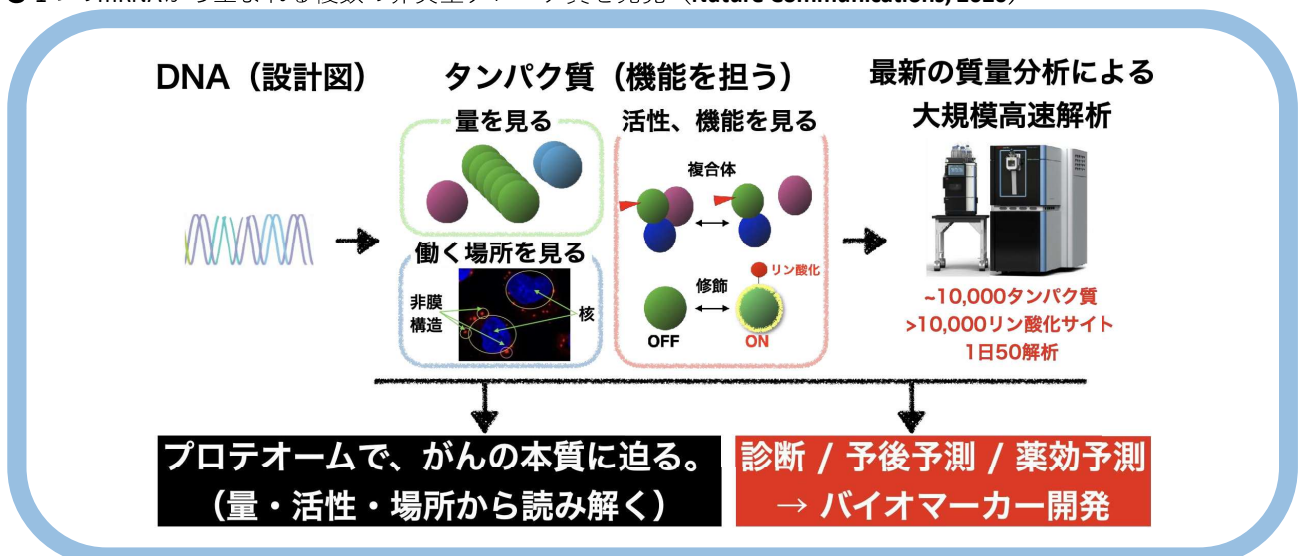 DNA（設計図）
タンパク質（機能を担う）
最新の質量分析による
大規模高速解析
量を見る
活性、機能を見る
複合体
働く場所を見る
非膜
構造
核
リン酸化
修飾
OFF
ON
~10,000タンパク質
>10,000リン酸化サイト
1日50解析
プロテオームで、がんの本質に迫る。
（量・活性・場所から読み解く）
診断 / 予後予測 / 薬効予測
→ バイオマーカー開発